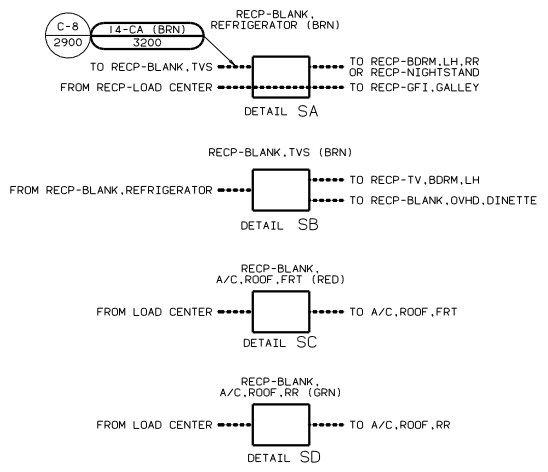 RECP-BLANK,
REFRIGERATOR (BRN)
C-8
2900
14-CA (BRN)
3200
TO RECP-BLANK,TVS
TO RECP-BDRM,LH,RR
OR RECP-NIGHTSTAND
FROM RECP-LOAD CENTER
TO RECP-GFI,GALLEY
DETAIL SA
RECP-BLANK,TVS (BRN)
FROM RECP-BLANK,REFRIGERATOR
TO RECP-TV,BDRM,LH
TO RECP-BLANK,OVHD,DINETTE
DETAIL SB
RECP-BLANK,
A/C,ROOF,FRT (RED)
FROM LOAD CENTER
TO A/C,ROOF,FRT
DETAIL SC
RECP-BLANK,
A/C,ROOF,RR (GRN)
FROM LOAD CENTER
TO A/C,ROOF,RR
DETAIL SD